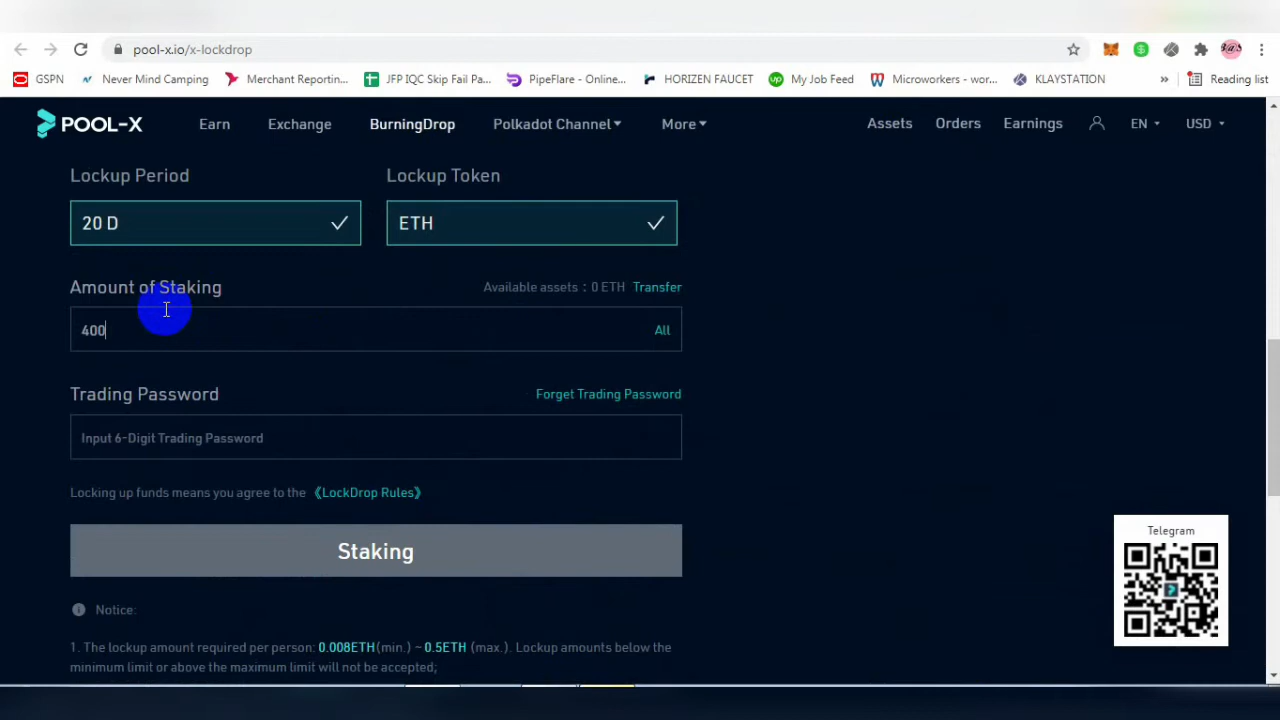 pool-x.io/x-lockdrop
GSPN Never Mind Camping Merchant Reportin... JFP IQC Skip Fail Pa... PipeFlare - Online... HORIZEN FAUCET My Job Feed Microworkers - wor... KLAYSTATION » Reading list
POOL-X Earn Exchange BurningDrop Polkadot Channel More Assets Orders Earnings EN USD
Lockup Period Lockup Token
20 D ETH
Amount of Staking Available assets：0 ETH Transfer
400 All
Trading Password Forget Trading Password
Input 6-Digit Trading Password
Locking up funds means you agree to the 《LockDrop Rules》
Staking
Telegram
Notice:
1. The lockup amount required per person: 0.008ETH(min.) ~ 0.5ETH (max.). Lockup amounts below the
minimum limit or above the maximum limit will not be accepted;